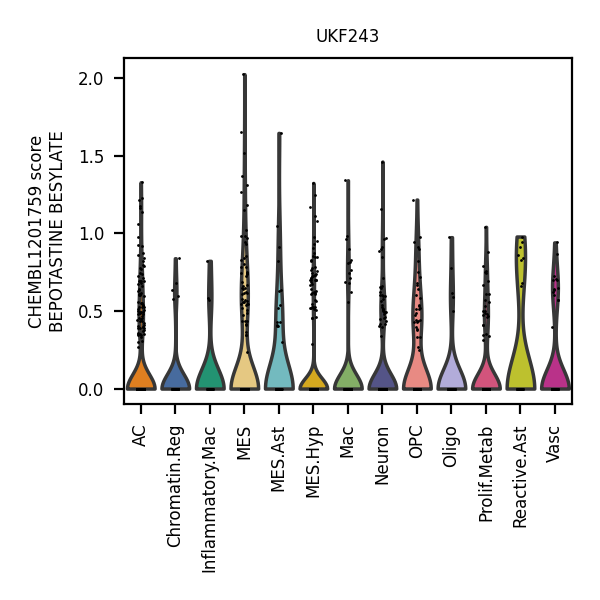 UKF243
CHEMBL1201759 score
BEPOTASTINE BESYLATE
2.0
1.5
1.0
0.5
0.0
AC
Chromatin.Reg
Inflammatory.Mac
MES
MES.Ast
MES.Hyp
Mac
Neuron
OPC
Oligo
Prolif.Metab
Reactive.Ast
Vasc